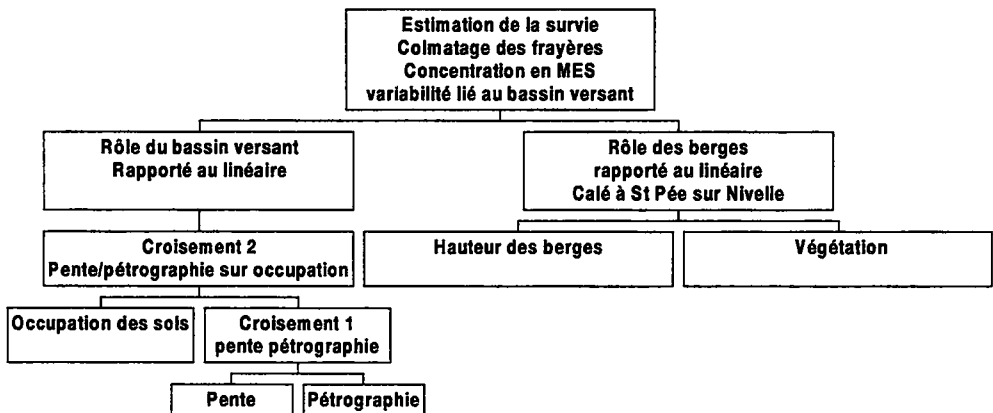 Estimation de la survie
Colmatage des frayères
Concentration en MES
variabilité lié au bassin versant
Rôle du bassin versant
Rapporté au linéaire
Rôle des berges
rapporté au linéaire
Calé à St Pée sur Nivelle
Croisement 2
Pente/pétrographie sur occupation
Hauteur des berges
Végétation
Occupation des sols
Croisement 1
pente pétrographie
Pente
Pétrographie